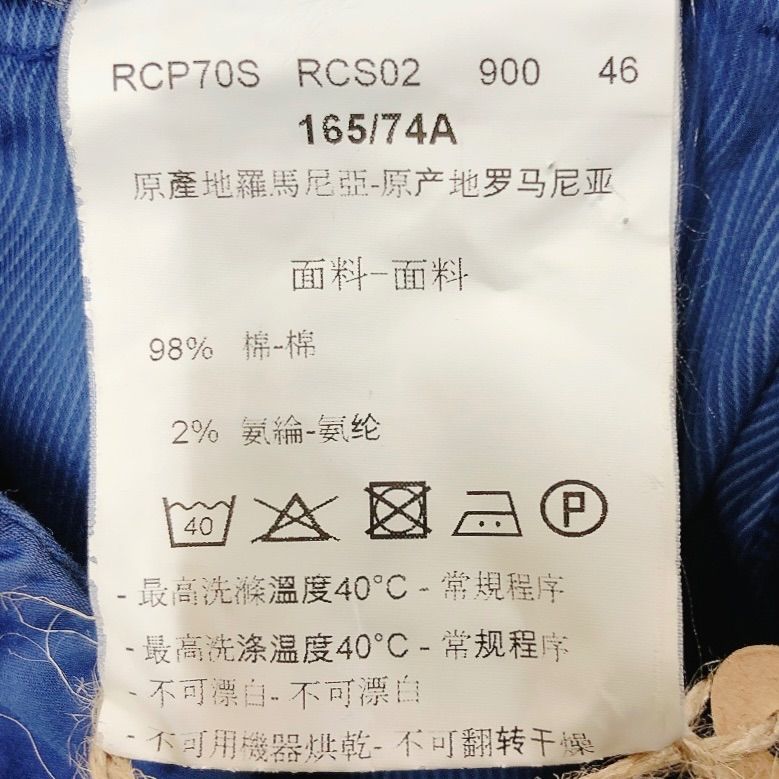 RCP70S RCS02 900 46
165/74A
原產地羅馬尼亞-原产地罗马尼亚
面料-面料
98% 棉-棉
2% 氨綸-氨纶
40 P
- 最高洗滌溫度40°C - 常規程序
- 最高洗涤温度40°C - 常规程序
- 不可漂白- 不可漂白
- 不可用機器烘乾- 不可翻转干燥